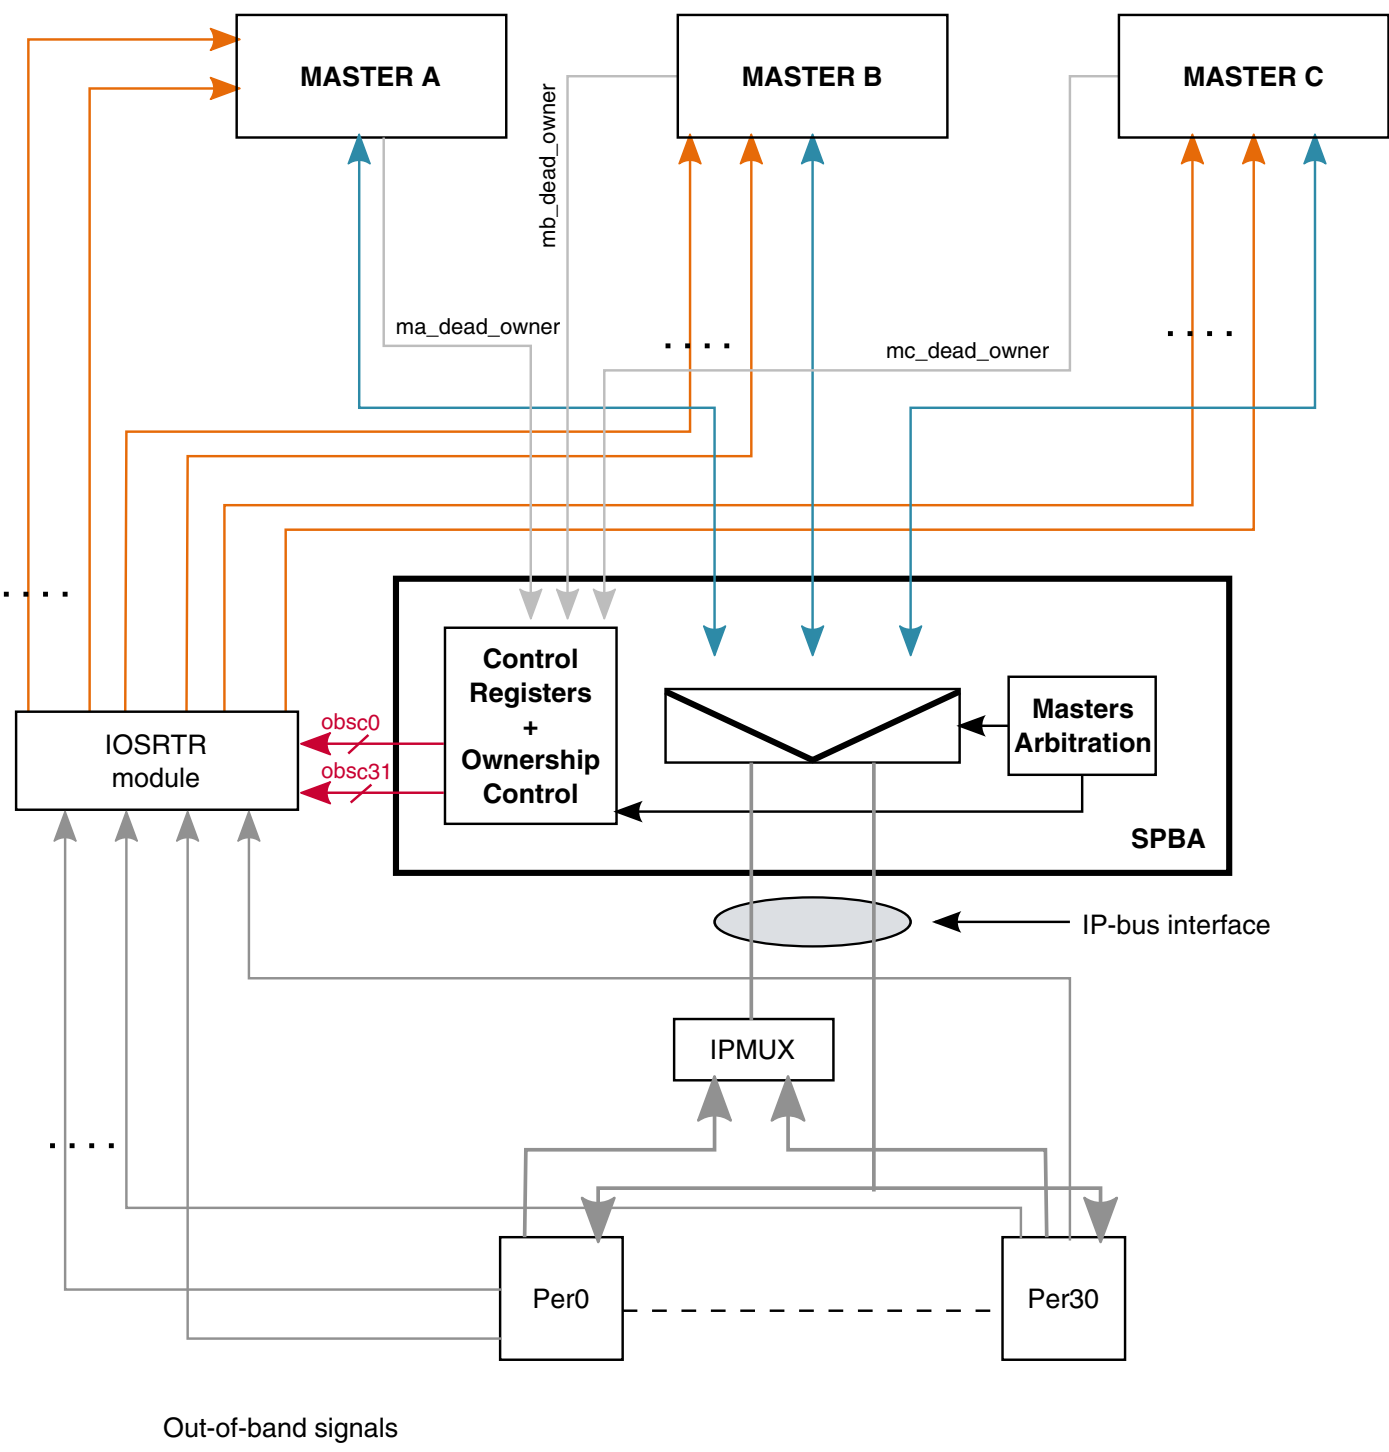 MASTER A
MASTER B
MASTER C
mb_dead_owner
ma_dead_owner
mc_dead_owner
Control
Registers
+
Ownership
Control
Masters
Arbitration
obsc0
obsc31
IOSRTR
module
SPBA
IP-bus interface
IPMUX
Per0
Per30
Out-of-band signals